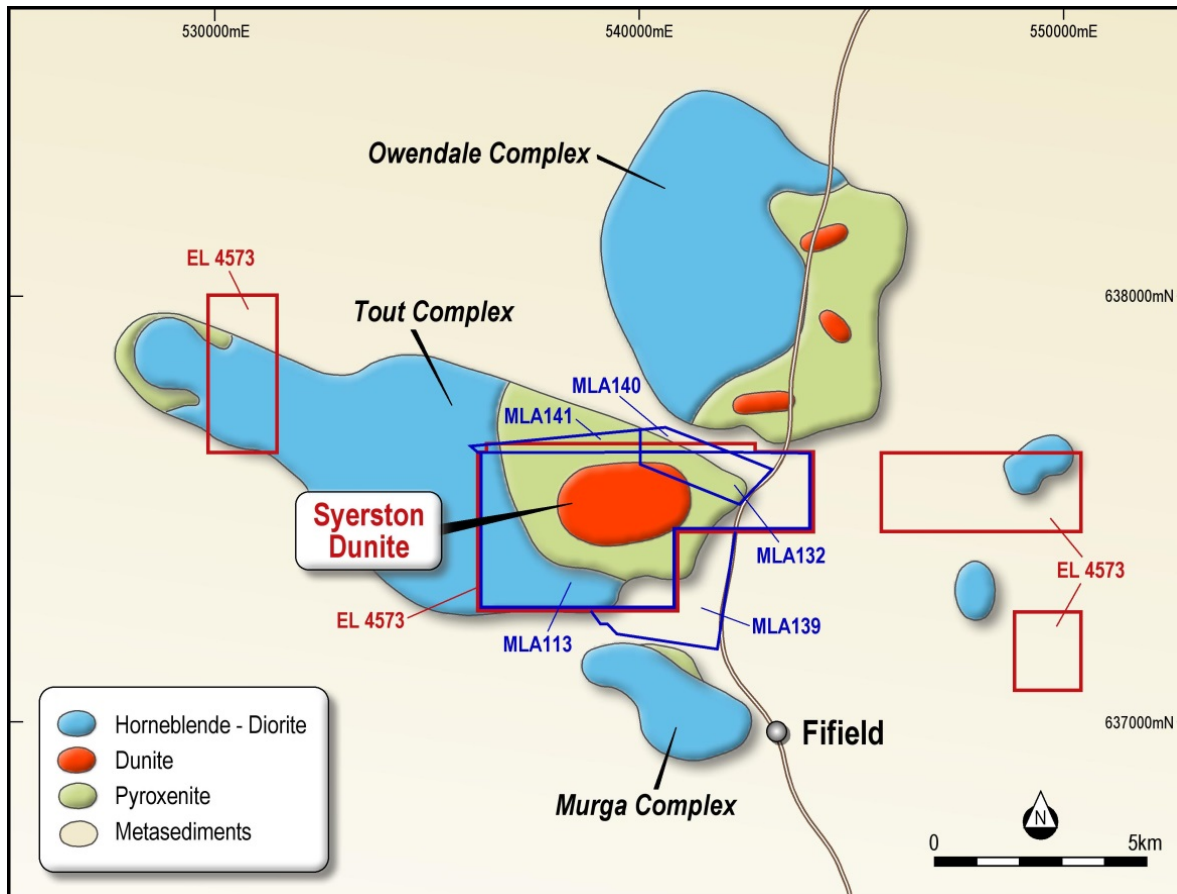 530000mE
540000mE
550000mE
Owendale Complex
EL 4573
638000mN
Tout Complex
MLA140
MLA141
Syerston
Dunite
MLA132
EL 4573
EL 4573
MLA139
MLA113
Horneblende - Diorite
Dunite
Pyroxenite
Metasediments
637000mN
Fifield
Murga Complex
N
0
5km